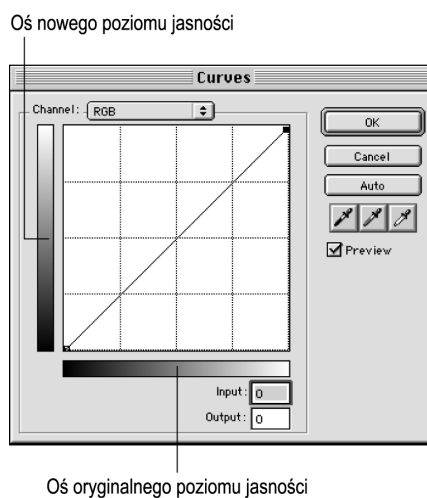 Oś nowego poziomu jasności
Curves
Channel: RGB
OK
Cancel
Auto
Preview
Input: 0
Output: 0
Oś oryginalnego poziomu jasności